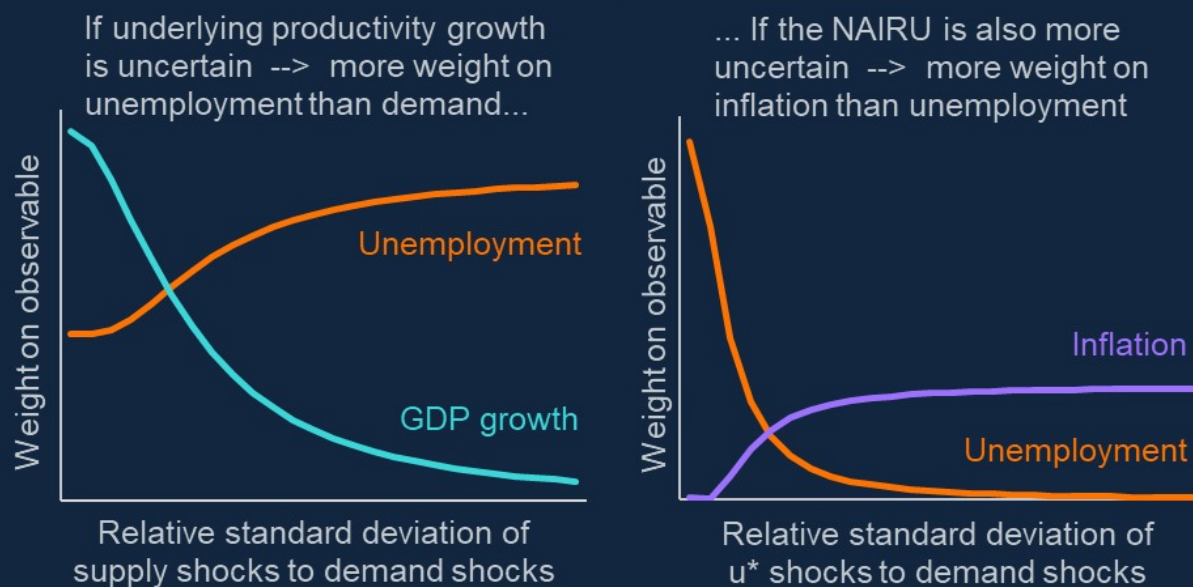 If underlying productivity growth
is uncertain --> more weight on
unemployment than demand...
Weight on observable
Unemployment
GDP growth
Relative standard deviation of
supply shocks to demand shocks
... If the NAIRU is also more
uncertain --> more weight on
inflation than unemployment
Weight on observable
Inflation
Unemployment
Relative standard deviation of
u* shocks to demand shocks